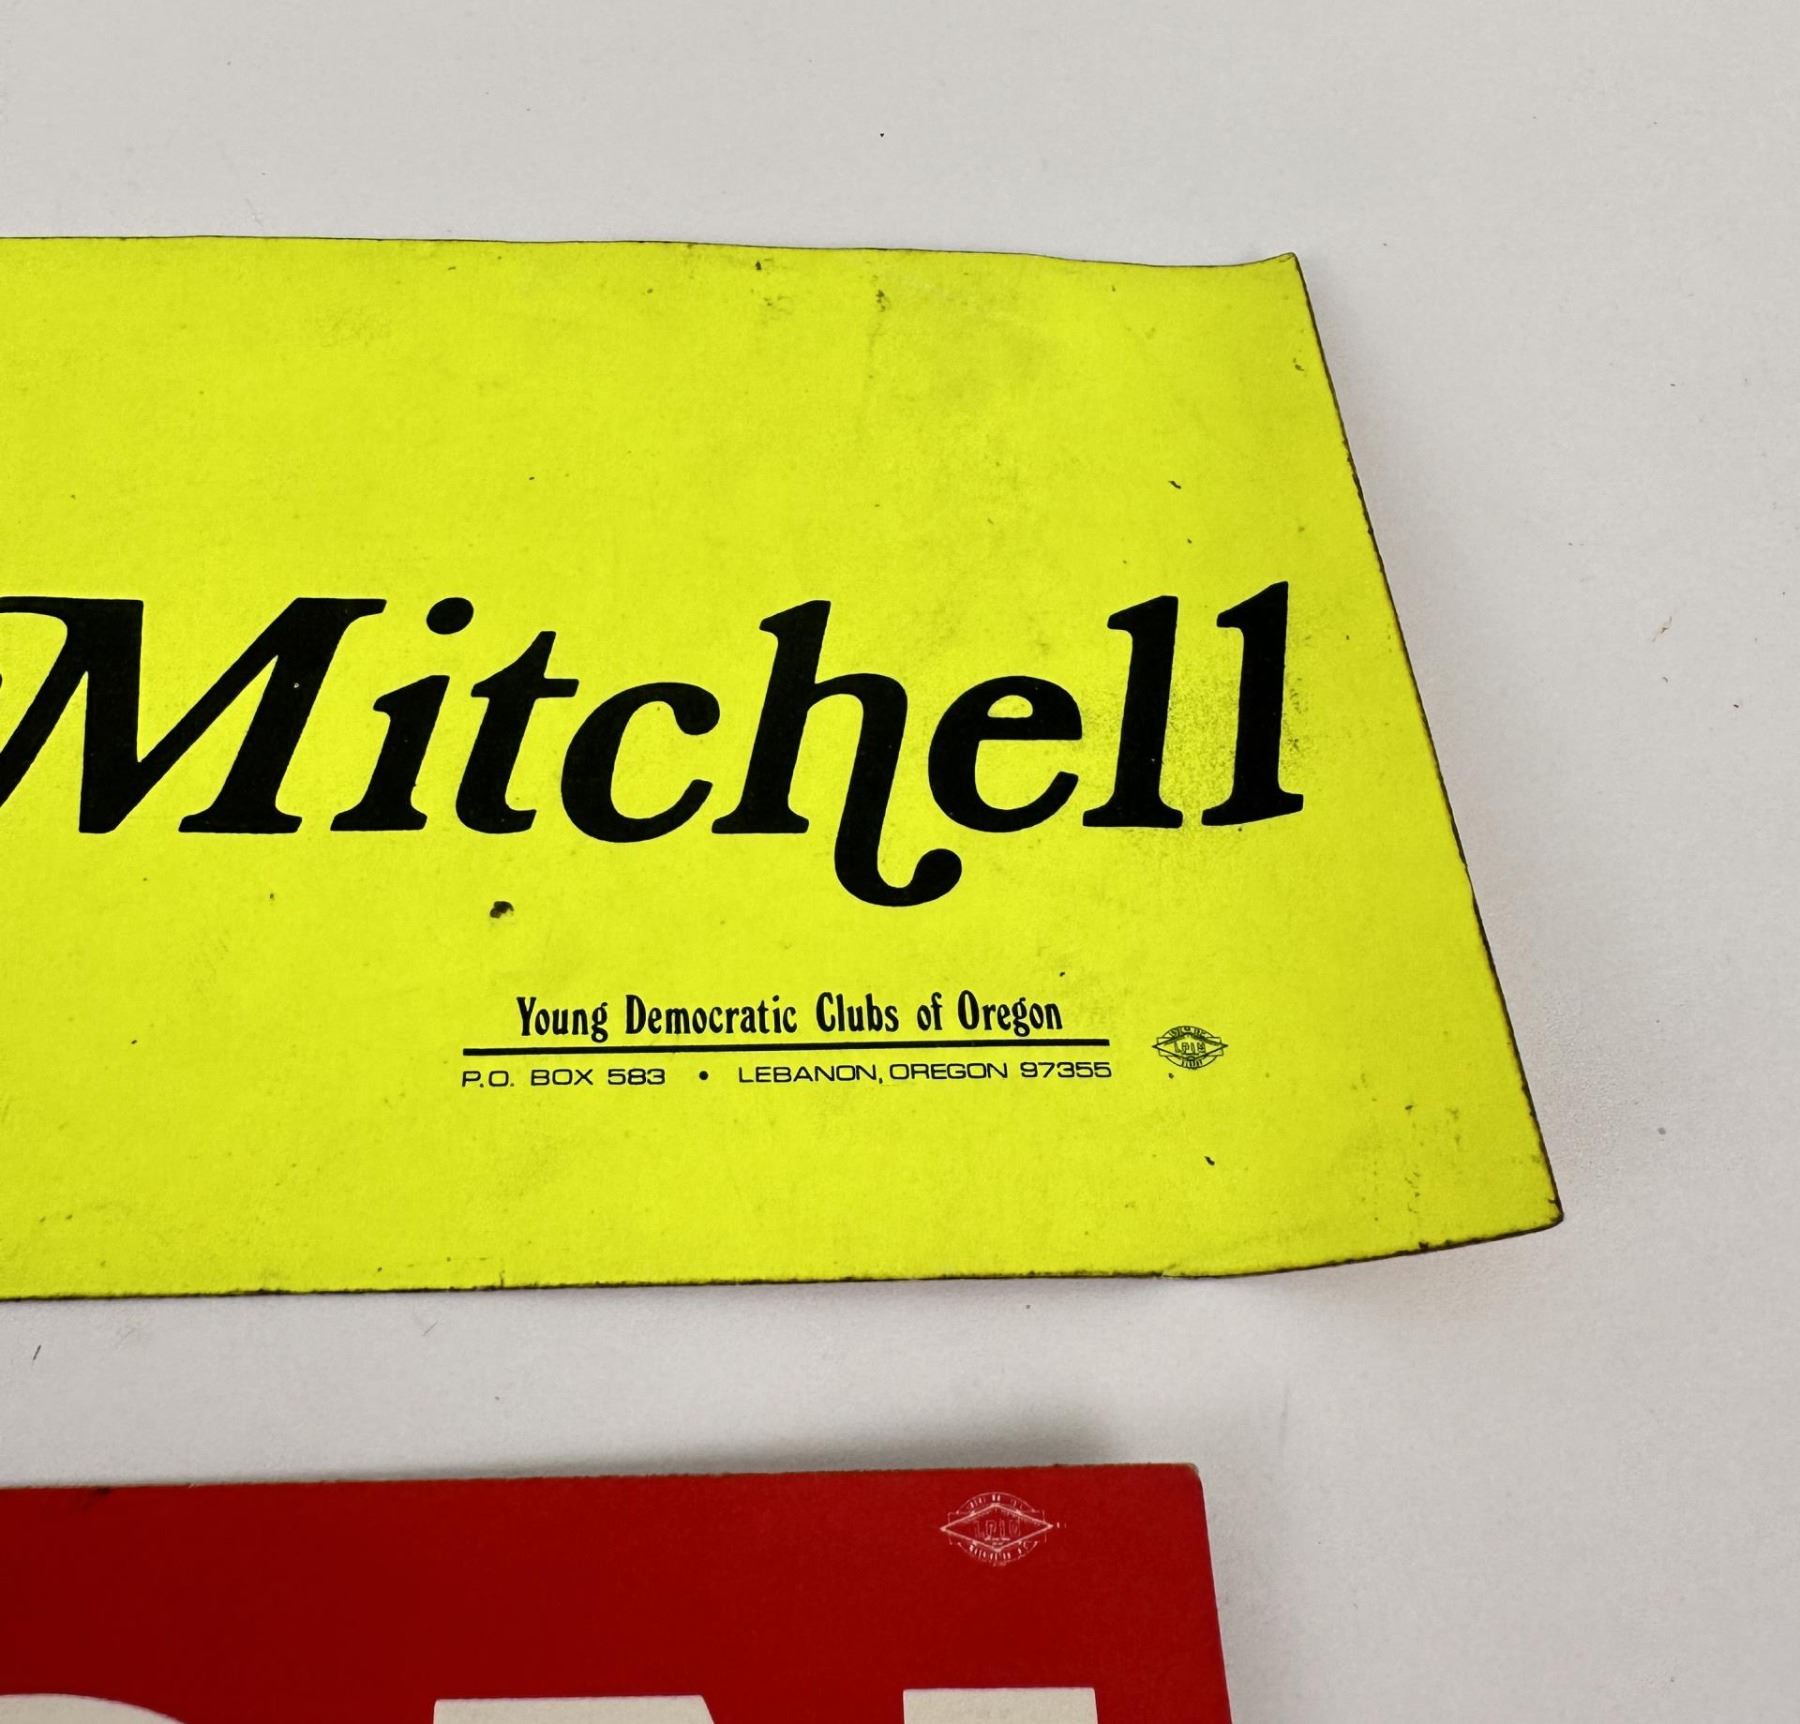 Mitchell
Young Democratic Clubs of Oregon
P.O. BOX 583 • LEBANON, OREGON 97355